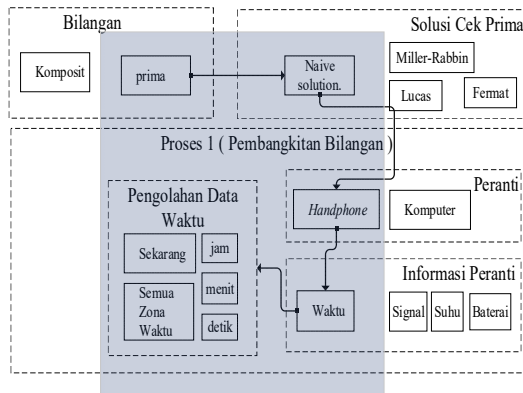 Bilangan
Komposit
prima
Solusi Cek Prima
Naive
solution.
Miller-Rabbin
Lucas
Fermat
Proses 1 ( Pembangkitan Bilangan )
Pengolahan Data
Waktu
Sekarang
jam
Semua
Zona
Waktu
menit
detik
Peranti
Handphone
Komputer
Informasi Peranti
Waktu
Signal
Suhu
Baterai